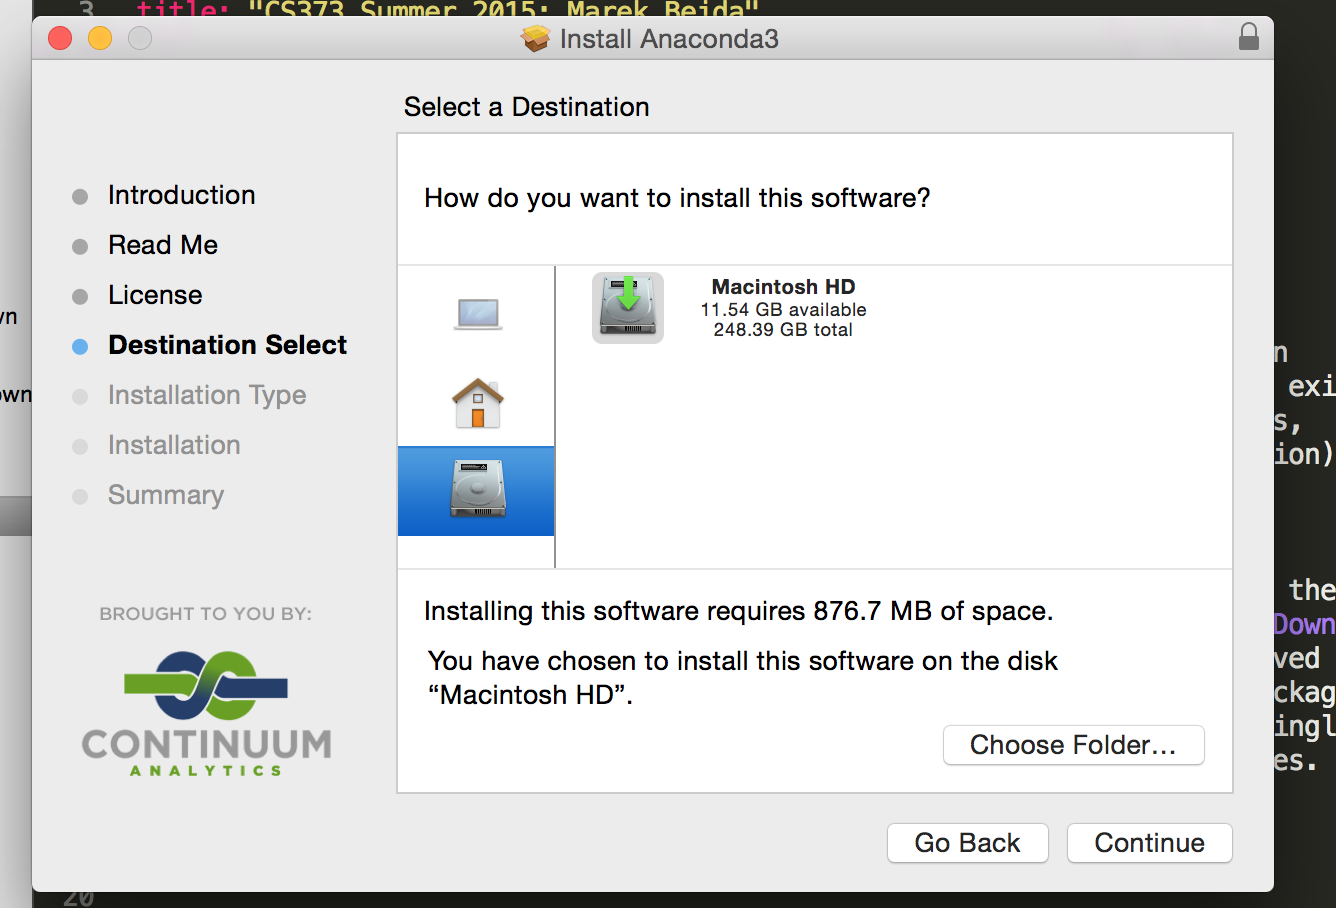 3 title: "CS373 Summer 2015: Marek Bejda"
Install Anaconda3
Select a Destination
How do you want to install this software?
Introduction
Read Me
License
Destination Select
Installation Type
Installation
Summary
Macintosh HD
11.54 GB available
248.39 GB total
Installing this software requires 876.7 MB of space.
You have chosen to install this software on the disk
“Macintosh HD”.
Choose Folder...
BROUGHT TO YOU BY:
CONTINUUM
ANALYTICS
Go Back
Continue
wn
own
n
exi
s,
ion)
the
Down
ved
ckag
ingl
es.
20